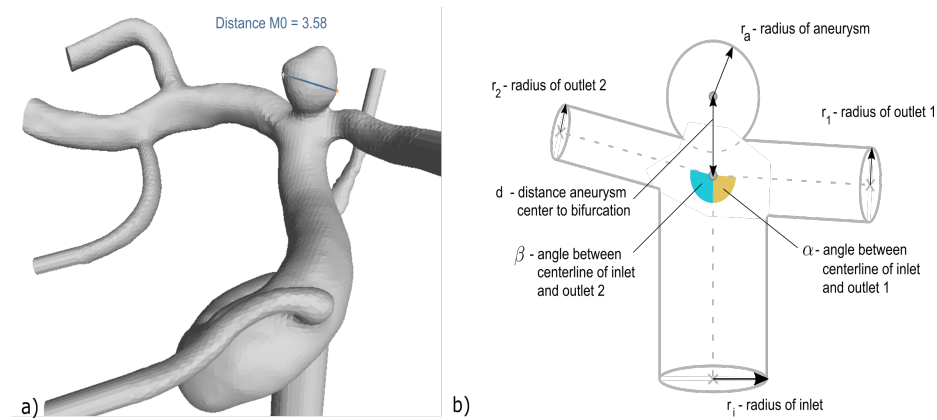 Distance M0 = 3.58
a)
r_a - radius of aneurysm
r_2 - radius of outlet 2
r_1 - radius of outlet 1
d - distance aneurysm
center to bifurcation
β - angle between
centerline of inlet
and outlet 2
α - angle between
centerline of inlet
and outlet 1
b)
r_i - radius of inlet